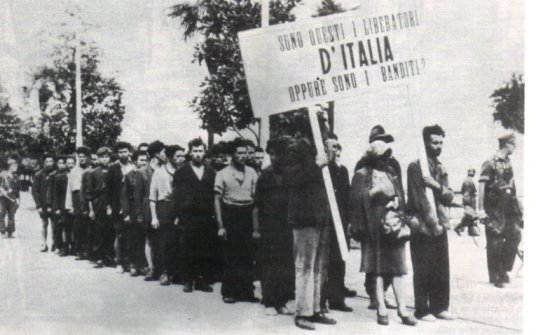 SONO QUESTI I LIBERATORI
D'ITALIA
OPPURE SONO I BANDITI?